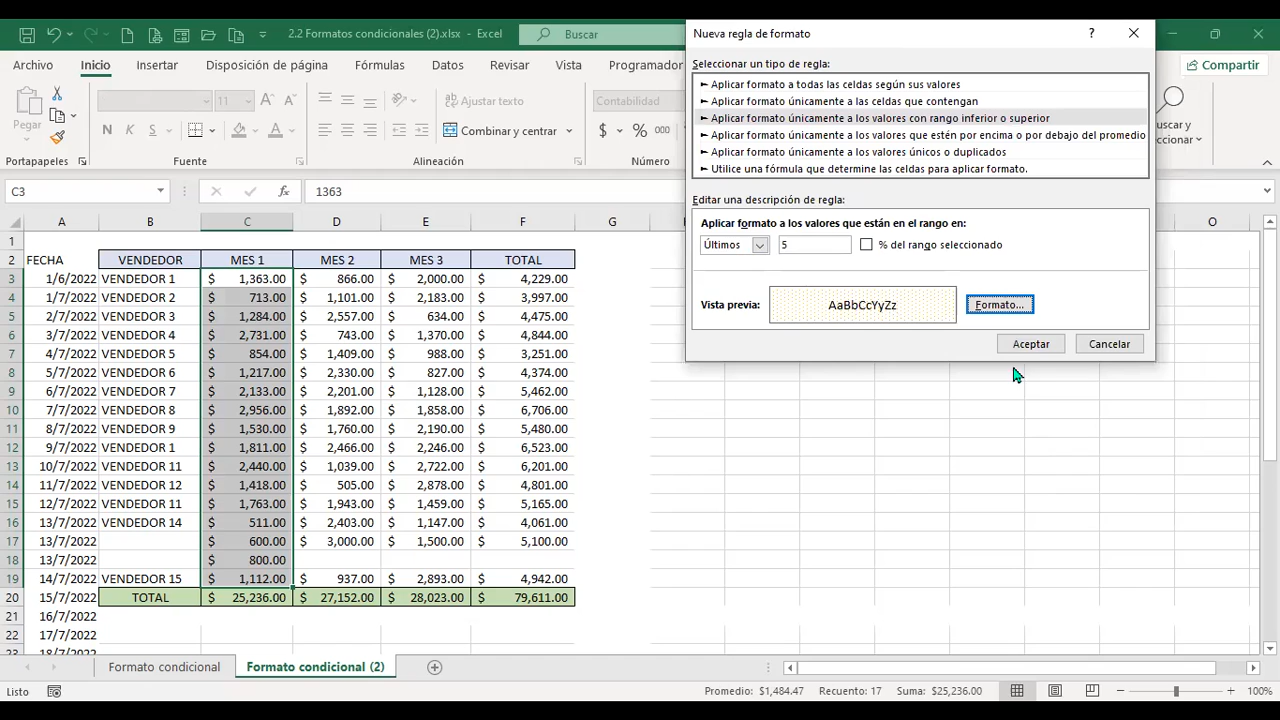 2.2 Formatos condicionales (2).xlsx - Excel
Buscar
Archivo Inicio Insertar Disposición de página Fórmulas Datos Revisar Vista Programador
Compartir
Pegar
Portapapeles
11
N K S
Fuente
Ajustar texto
Combinar y centrar
Alineación
Contabilidad
$ % 000
Número
Edición
C3
fx
1363
A B C D E F G O
1
2 FECHA VENDEDOR MES 1 MES 2 MES 3 TOTAL
3 1/6/2022 VENDEDOR 1 $ 1,363.00 $ 866.00 $ 2,000.00 $ 4,229.00
4 1/7/2022 VENDEDOR 2 $ 713.00 $ 1,101.00 $ 2,183.00 $ 3,997.00
5 2/7/2022 VENDEDOR 3 $ 1,284.00 $ 2,557.00 $ 634.00 $ 4,475.00
6 3/7/2022 VENDEDOR 4 $ 2,731.00 $ 743.00 $ 1,370.00 $ 4,844.00
7 4/7/2022 VENDEDOR 5 $ 854.00 $ 1,409.00 $ 988.00 $ 3,251.00
8 5/7/2022 VENDEDOR 6 $ 1,217.00 $ 2,330.00 $ 827.00 $ 4,374.00
9 6/7/2022 VENDEDOR 7 $ 2,133.00 $ 2,201.00 $ 1,128.00 $ 5,462.00
10 7/7/2022 VENDEDOR 8 $ 2,956.00 $ 1,892.00 $ 1,858.00 $ 6,706.00
11 8/7/2022 VENDEDOR 9 $ 1,530.00 $ 1,760.00 $ 2,190.00 $ 5,480.00
12 9/7/2022 VENDEDOR 1 $ 1,811.00 $ 2,466.00 $ 2,246.00 $ 6,523.00
13 10/7/2022 VENDEDOR 11 $ 2,440.00 $ 1,039.00 $ 2,722.00 $ 6,201.00
14 11/7/2022 VENDEDOR 12 $ 1,418.00 $ 505.00 $ 2,878.00 $ 4,801.00
15 12/7/2022 VENDEDOR 11 $ 1,763.00 $ 1,943.00 $ 1,459.00 $ 5,165.00
16 13/7/2022 VENDEDOR 14 $ 511.00 $ 2,403.00 $ 1,147.00 $ 4,061.00
17 13/7/2022 $ 600.00 $ 3,000.00 $ 1,500.00 $ 5,100.00
18 13/7/2022 $ 800.00
19 14/7/2022 VENDEDOR 15 $ 1,112.00 $ 937.00 $ 2,893.00 $ 4,942.00
20 15/7/2022 TOTAL $ 25,236.00 $ 27,152.00 $ 28,023.00 $ 79,611.00
21 16/7/2022
22 17/7/2022
Nueva regla de formato
? ×
Seleccionar un tipo de regla:
► Aplicar formato a todas las celdas según sus valores
► Aplicar formato únicamente a las celdas que contengan
► Aplicar formato únicamente a los valores con rango inferior o superior
► Aplicar formato únicamente a los valores que estén por encima o por debajo del promedio
► Aplicar formato únicamente a los valores únicos o duplicados
► Utilice una fórmula que determine las celdas para aplicar formato.
Editar una descripción de regla:
Aplicar formato a los valores que están en el rango en:
Últimos 5 % del rango seleccionado
Vista previa: AaBbCcYyZz Formato...
Aceptar Cancelar
Formato condicional Formato condicional (2)
Listo Promedio: $1,484.47 Recuento: 17 Suma: $25,236.00 100%